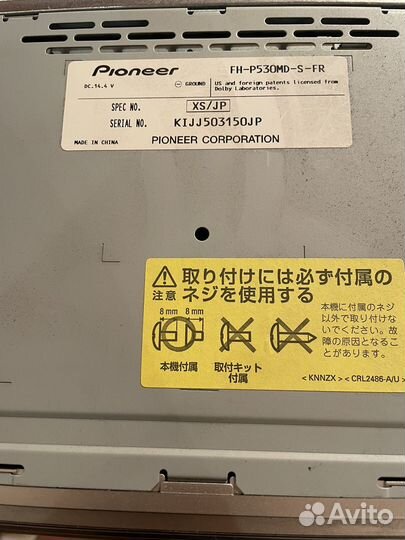 Pioneer FH-P530MD-S-FR
DC.14.4 V GROUND US and foreign patents licensed from
Dolby Laboratories.
SPEC NO. XS/JP
SERIAL NO. KIJJ503150JP
MADE IN CHINA PIONEER CORPORATION
注意 取り付けには必ず付属の
ネジを使用する
8 mm 8 mm
本機に付属のネジ
以外で取り付けな
いでください。故
障の原因となるこ
とがあります。
本機付属 取付キット
付属
<KNNZX> <CRL2486-A/U>
Avito